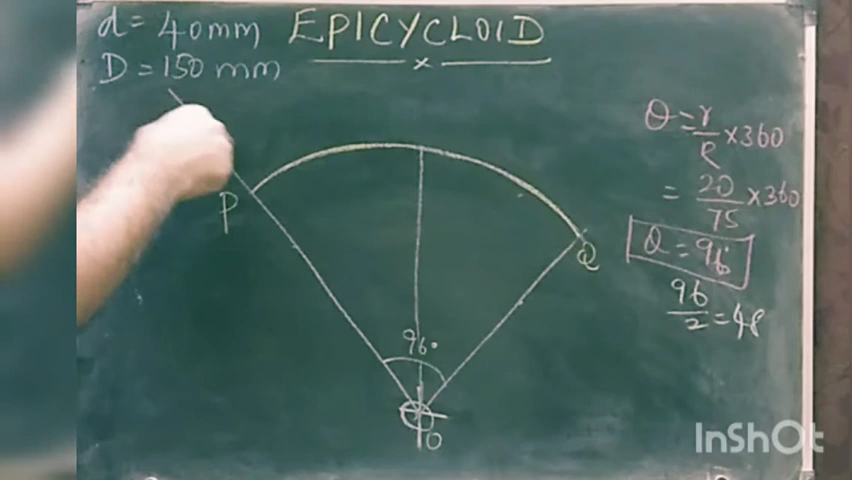 d = 40mm EPICYCLOID
D = 150 mm
x
θ = r/R × 360
= 20/75 × 360
θ = 96°
96/2 = 48
P
Q
96°
O
InShOt